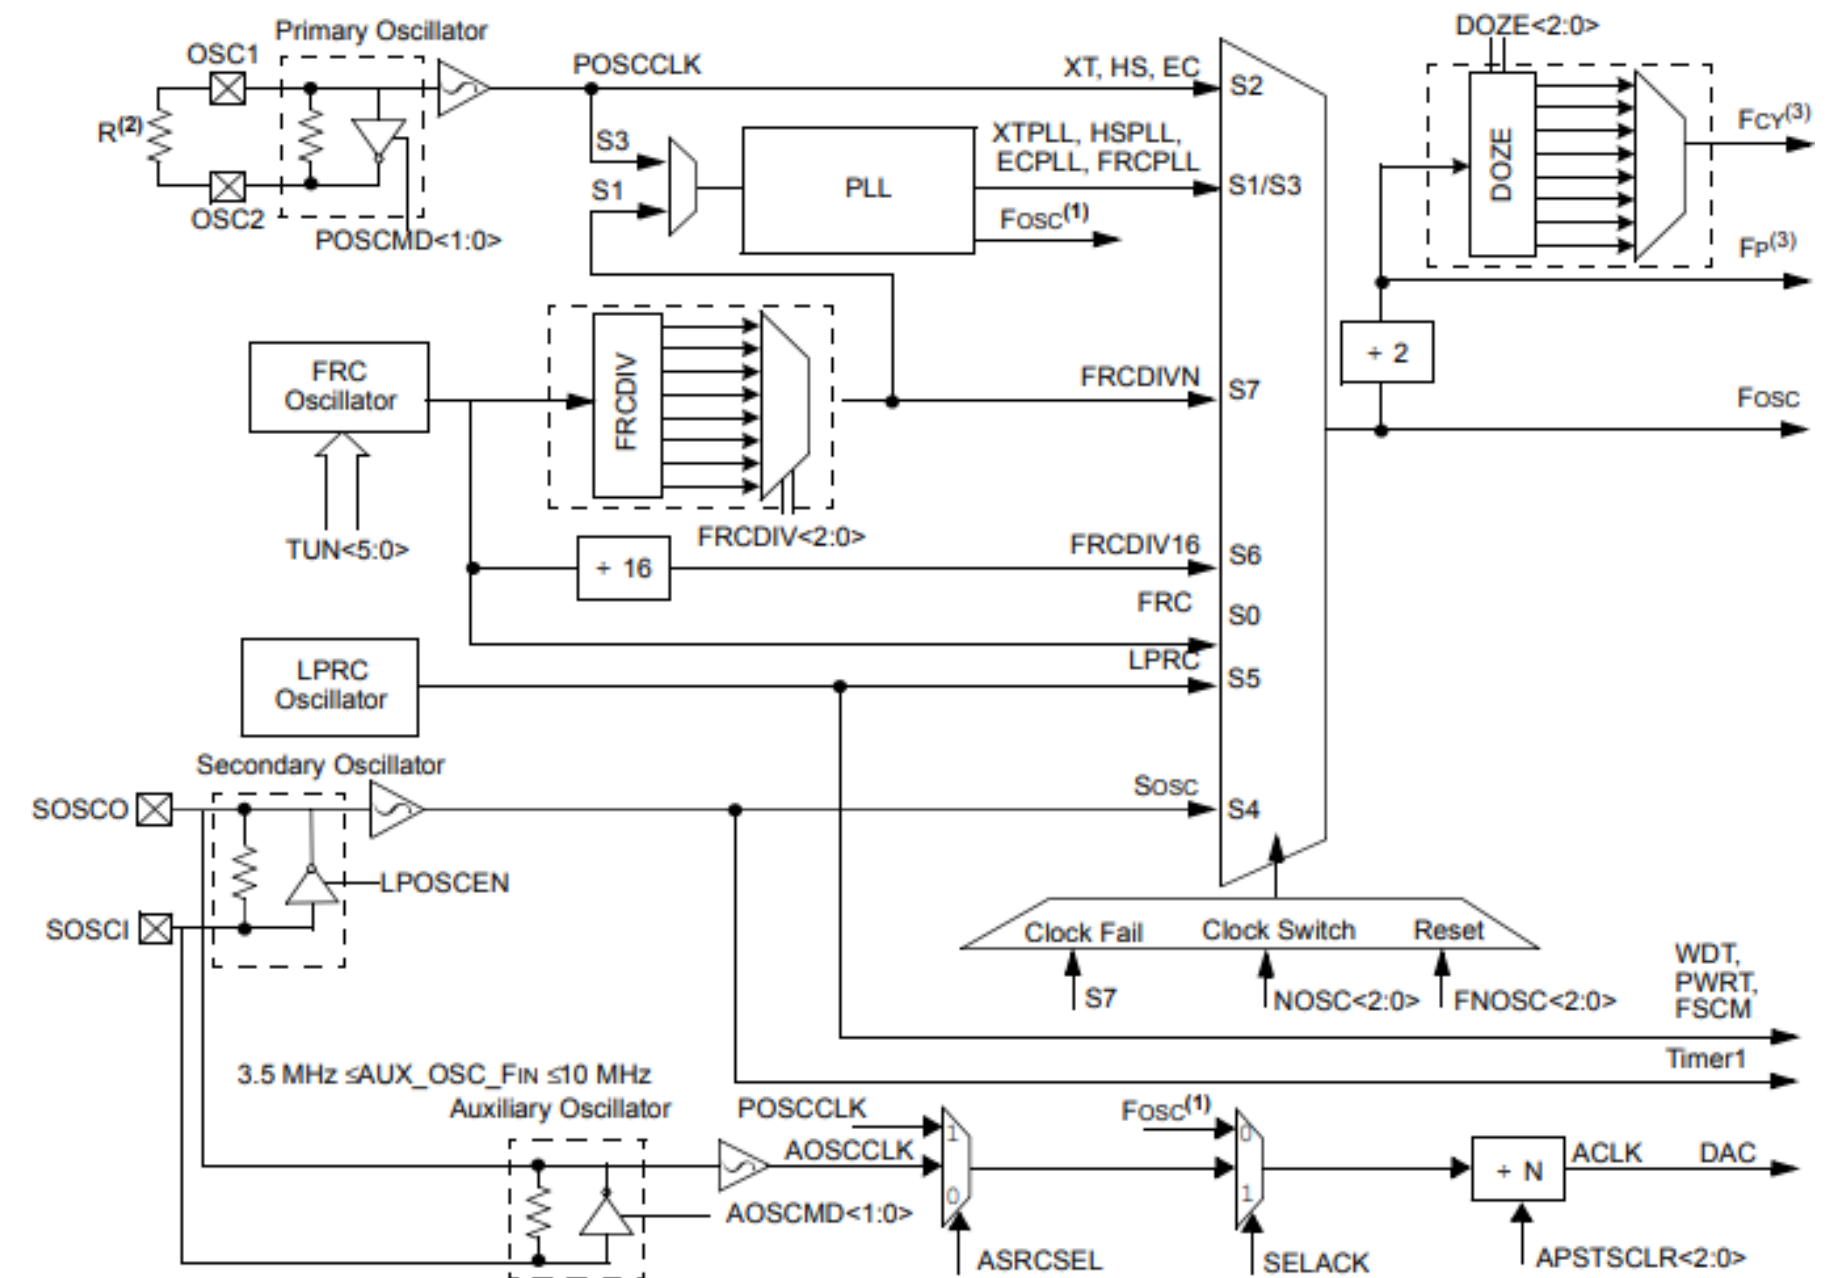 Primary Oscillator
DOZE<2:0>
OSC1
POSCCLK
XT, HS, EC
S2
R(2)
S3
XTPLL, HSPLL,
ECPLL, FRCPLL
FCY(3)
DOZE
S1
PLL
S1/S3
OSC2
FOSC(1)
POSCMD<1:0>
FP(3)
÷ 2
FRC
Oscillator
FRCDIV
FRCDIVN
S7
FOSC
TUN<5:0>
FRCDIV<2:0>
÷ 16
FRCDIV16
S6
FRC
S0
LPRC
Oscillator
LPRC
S5
Secondary Oscillator
SOSCO
SOSC
S4
LPOSCEN
SOSCI
Clock Fail
Clock Switch
Reset
S7
NOSC<2:0>
FNOSC<2:0>
WDT,
PWRT,
FSCM
Timer1
3.5 MHz ≤AUX_OSC_FIN ≤10 MHz
Auxiliary Oscillator
POSCCLK
1
FOSC(1)
0
AOSCCLK
÷ N
ACLK
DAC
0
1
AOSCMD<1:0>
ASRCSEL
SELACK
APSTSCLR<2:0>